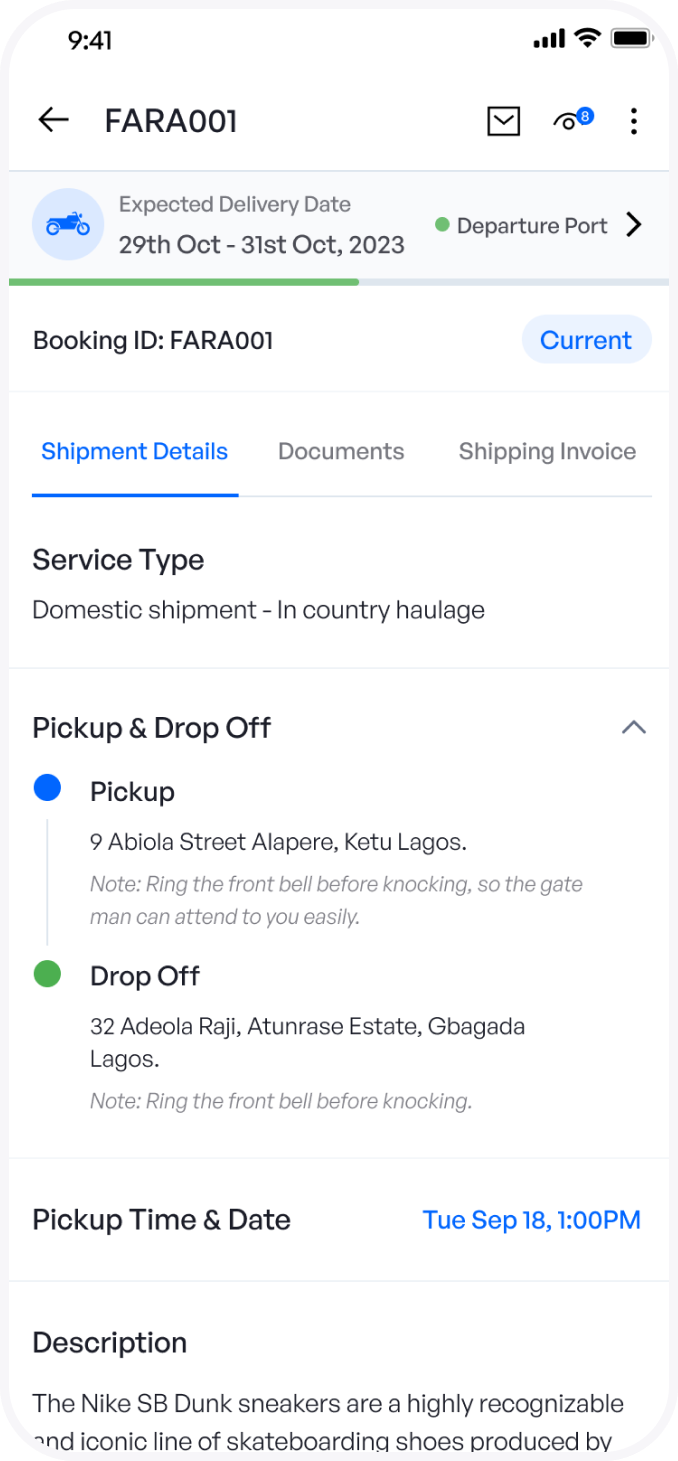 9:41
FARA001
8
Expected Delivery Date
29th Oct - 31st Oct, 2023
Departure Port
Booking ID: FARA001
Current
Shipment Details
Documents
Shipping Invoice
Service Type
Domestic shipment - In country haulage
Pickup & Drop Off
Pickup
9 Abiola Street Alapere, Ketu Lagos.
Note: Ring the front bell before knocking, so the gate
man can attend to you easily.
Drop Off
32 Adeola Raji, Atunrase Estate, Gbagada
Lagos.
Note: Ring the front bell before knocking.
Pickup Time & Date
Tue Sep 18, 1:00PM
Description
The Nike SB Dunk sneakers are a highly recognizable
and iconic line of skateboarding shoes produced by